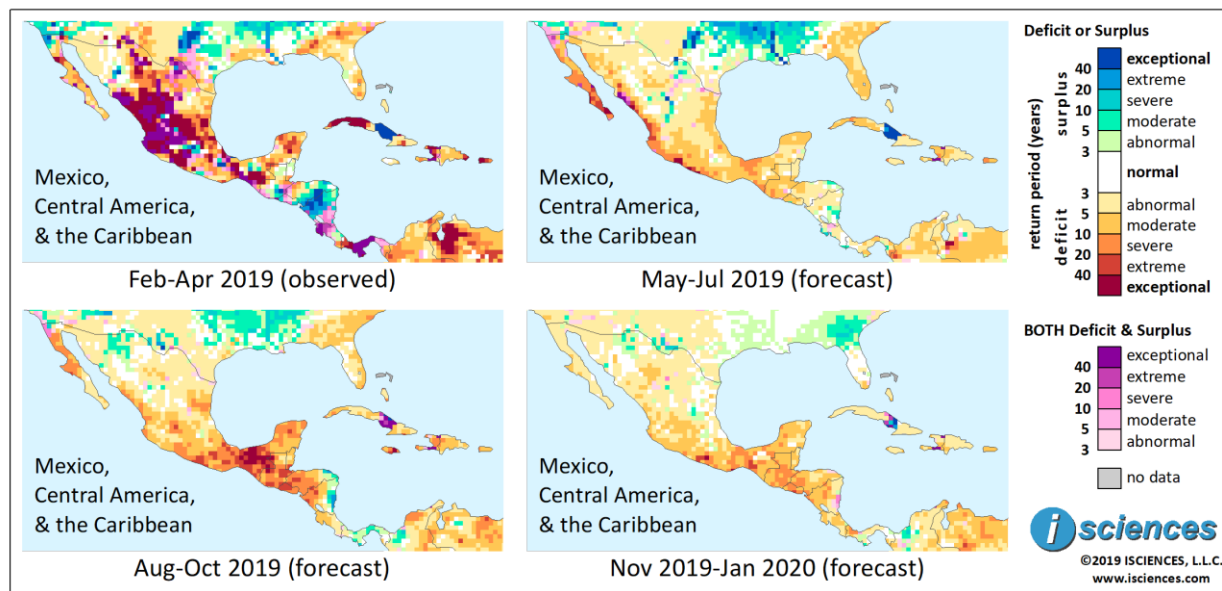 Mexico,
Central America,
& the Caribbean
Feb-Apr 2019 (observed)
Mexico,
Central America,
& the Caribbean
May-Jul 2019 (forecast)
Mexico,
Central America,
& the Caribbean
Aug-Oct 2019 (forecast)
Mexico,
Central America,
& the Caribbean
Nov 2019-Jan 2020 (forecast)
Deficit or Surplus
return period (years)
surplus
deficit
exceptional
40
extreme
20
severe
10
moderate
5
abnormal
3
normal
3
abnormal
5
moderate
10
severe
20
extreme
40
exceptional
BOTH Deficit & Surplus
exceptional
40
extreme
20
severe
10
moderate
5
abnormal
3
no data
i sciences
©2019 ISCIENCES, L.L.C.
www.isciences.com